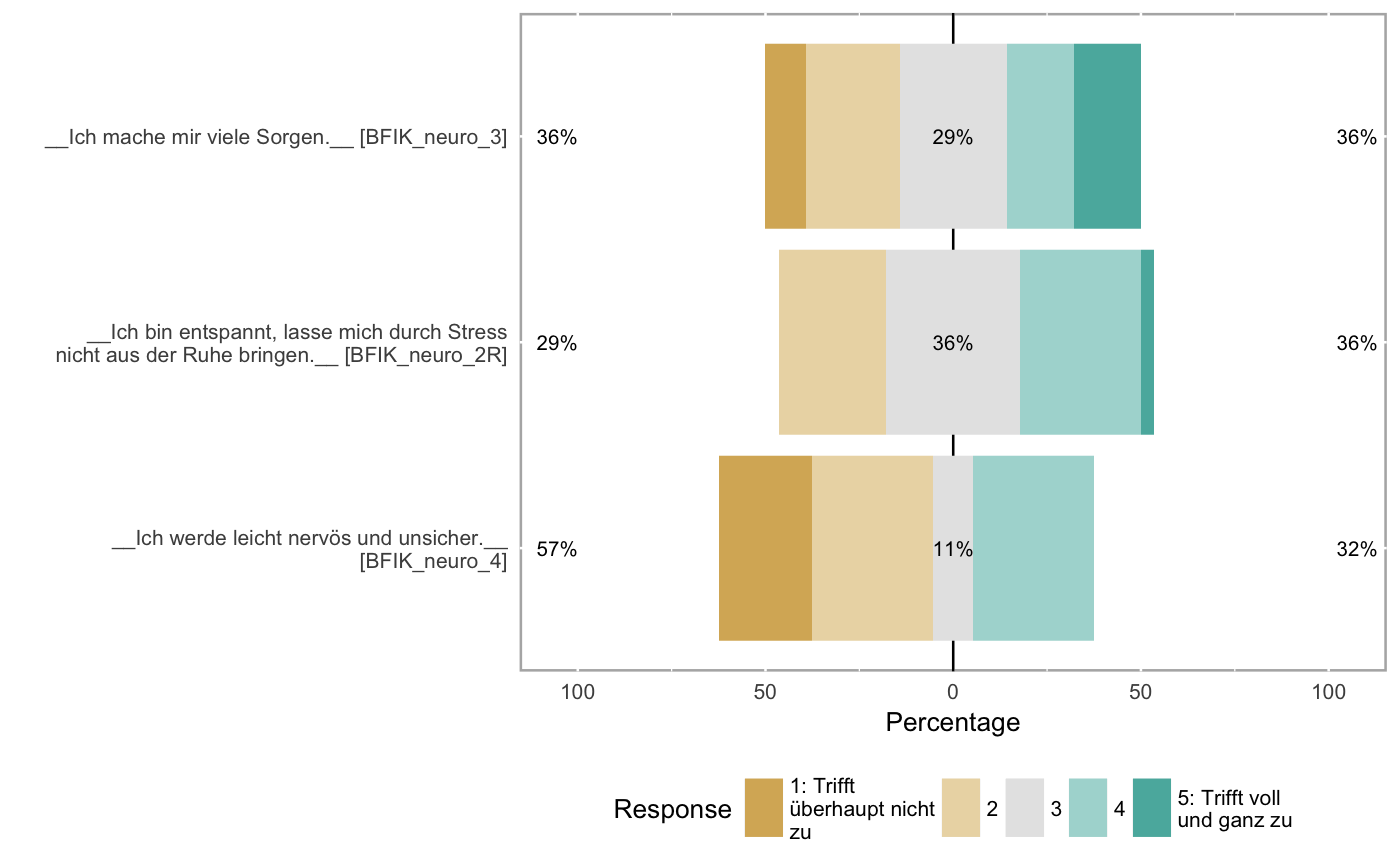 __Ich mache mir viele Sorgen.__ [BFIK_neuro_3]
36%
29%
36%
__Ich bin entspannt, lasse mich durch Stress
nicht aus der Ruhe bringen.__ [BFIK_neuro_2R]
29%
36%
36%
__Ich werde leicht nervös und unsicher.__
[BFIK_neuro_4]
57%
11%
32%
100
50
0
50
100
Percentage
Response
1: Trifft
überhaupt nicht
zu
2
3
4
5: Trifft voll
und ganz zu